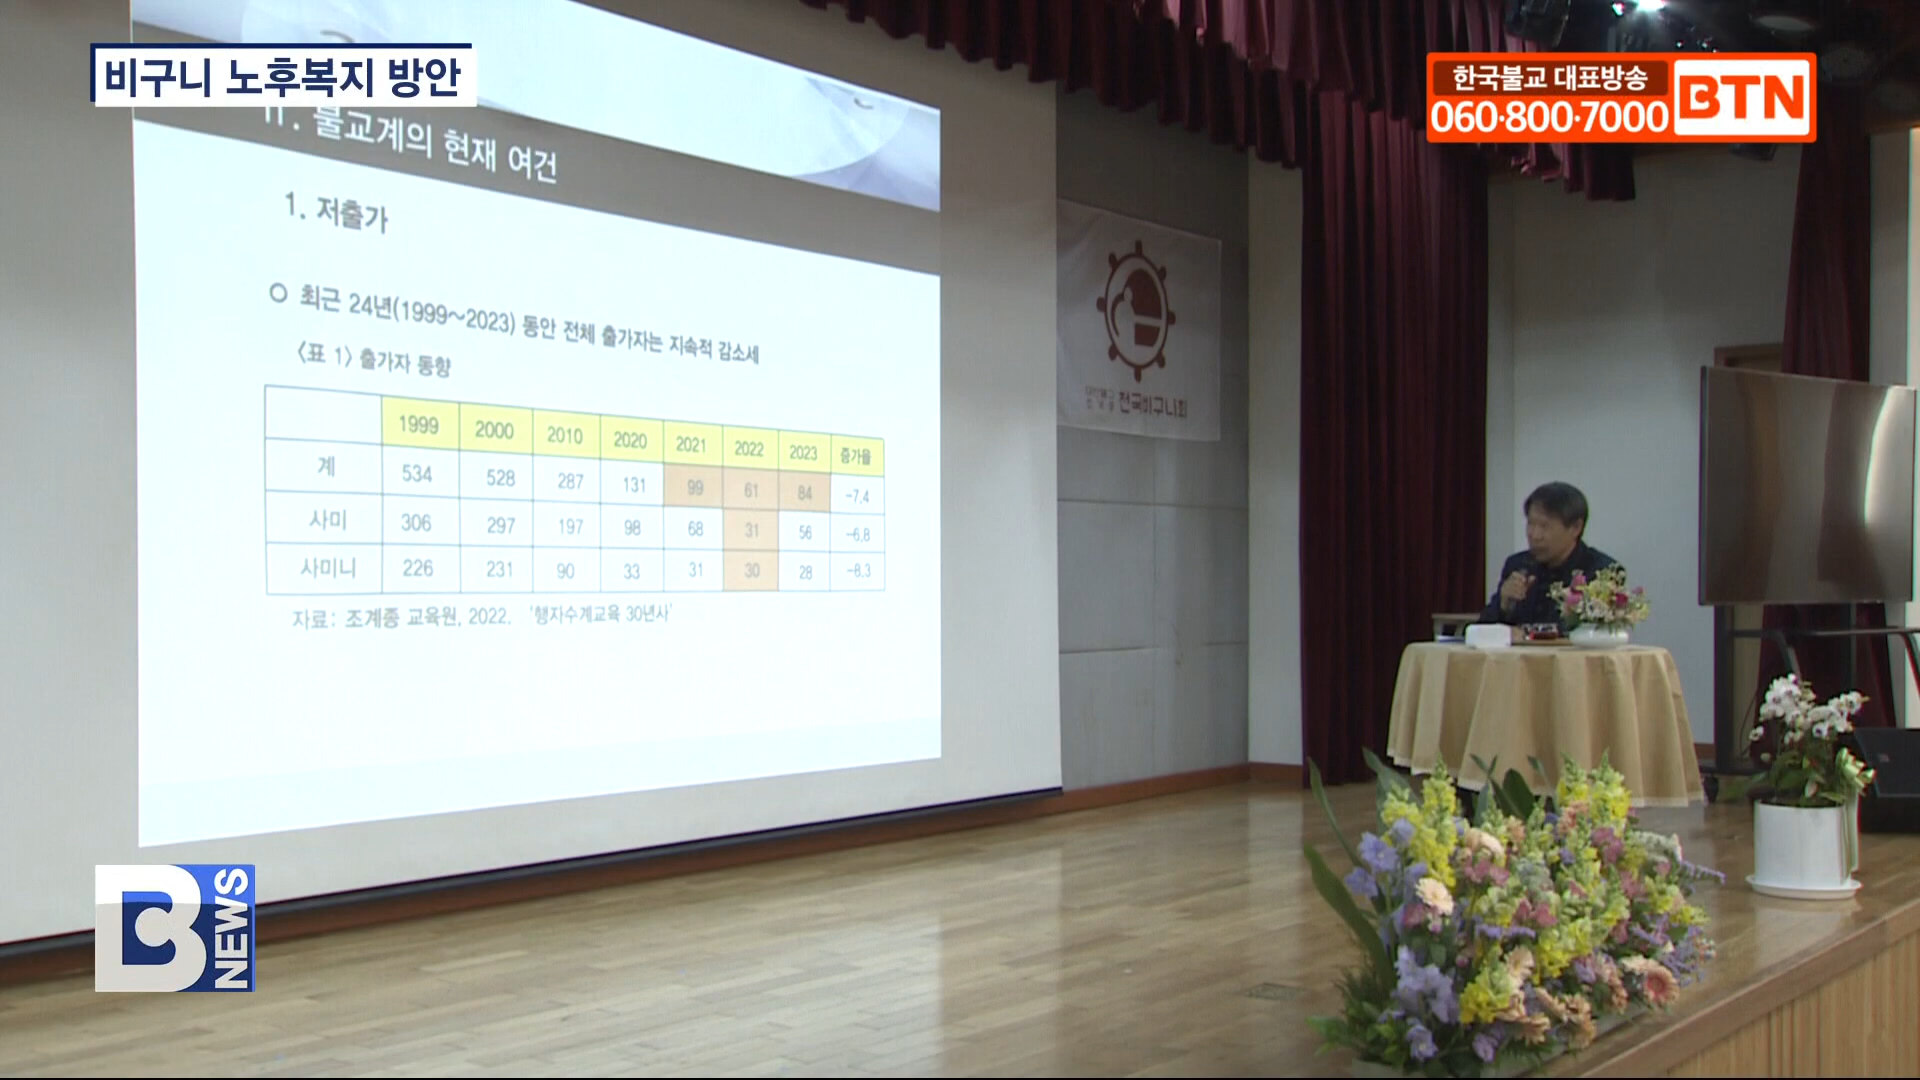 비구니 노후복지 방안
한국불교 대표방송
060·800·7000
BTN
불교계의 현재 여건
1. 저출가
○ 최근 24년(1999~2023) 동안 전체 출가자는 지속적 감소세
<표 1> 출가자 동향
1999 2000 2010 2020 2021 2022 2023 증가율
계 534 528 287 131 99 61 84 -7.4
사미 306 297 197 98 68 31 56 -6.8
사미니 226 231 90 33 31 30 28 -8.3
자료: 조계종 교육원, 2022. '행자수계교육 30년사'
전국비구니회
B NEWS